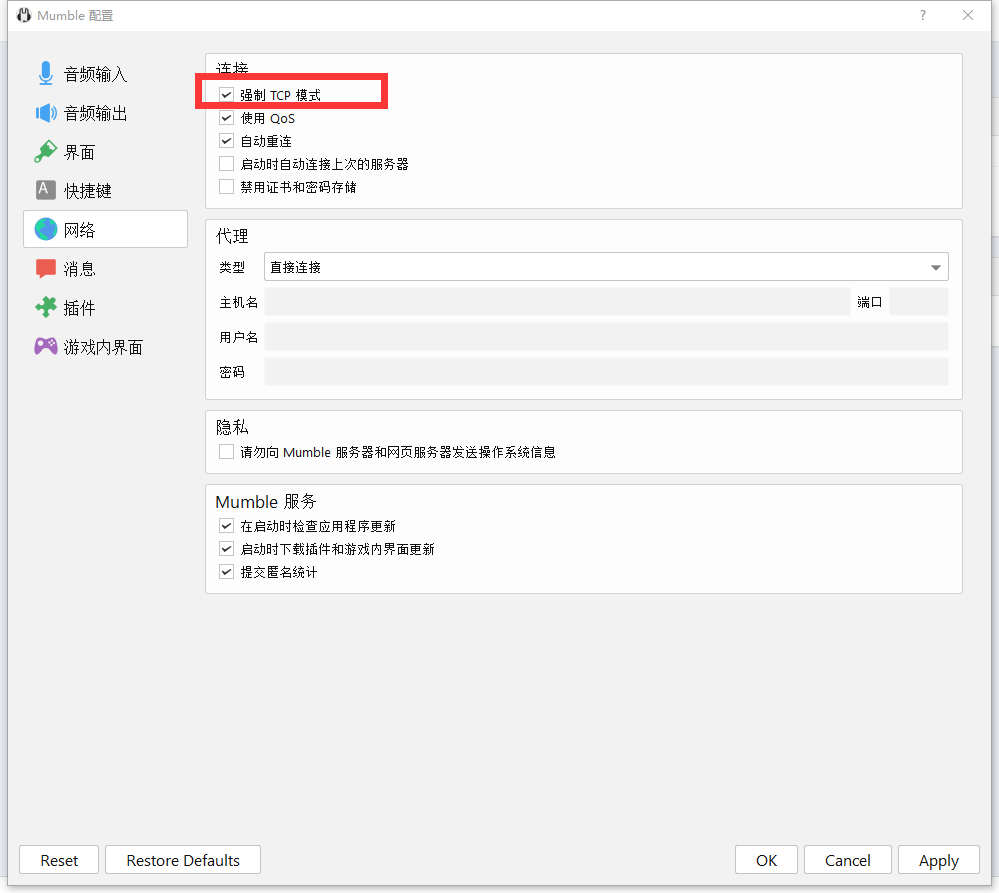 Mumble 配置
音频输入
音频输出
界面
快捷键
网络
消息
插件
游戏内界面
连接
强制 TCP 模式
使用 QoS
自动重连
启动时自动连接上次的服务器
禁用证书和密码存储
代理
类型 直接连接
主机名 端口
用户名
密码
隐私
请勿向 Mumble 服务器和网页服务器发送操作系统信息
Mumble 服务
在启动时检查应用程序更新
启动时下载插件和游戏内界面更新
提交匿名统计
Reset Restore Defaults OK Cancel Apply